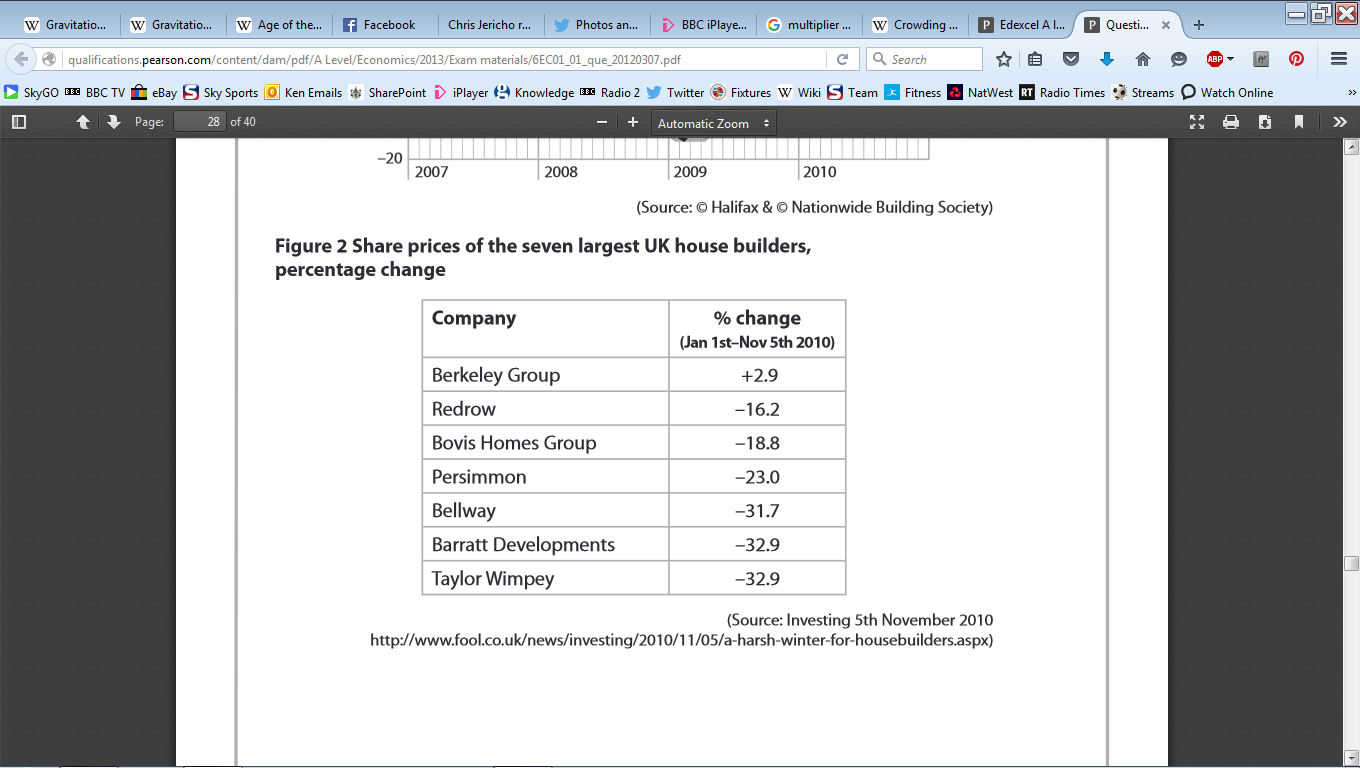 Gravitatio...
Gravitatio...
Age of the...
Facebook
Chris Jericho r...
Photos an...
BBC iPlaye...
multiplier ...
Crowding ...
Edexcel A l...
Questi...
qualifications.pearson.com/content/dam/pdf/A Level/Economics/2013/Exam materials/6EC01_01_que_20120307.pdf
Search
ABP
SkyGO
BBC TV
eBay
Sky Sports
Ken Emails
SharePoint
iPlayer
Knowledge
Radio 2
Twitter
Fixtures
Wiki
Team
Fitness
NatWest
RT Radio Times
Streams
Watch Online
Page: 28 of 40
Automatic Zoom
–20
2007 2008 2009 2010
(Source: © Halifax & © Nationwide Building Society)
Figure 2 Share prices of the seven largest UK house builders,
percentage change
Company % change
(Jan 1st–Nov 5th 2010)
Berkeley Group +2.9
Redrow –16.2
Bovis Homes Group –18.8
Persimmon –23.0
Bellway –31.7
Barratt Developments –32.9
Taylor Wimpey –32.9
(Source: Investing 5th November 2010
http://www.fool.co.uk/news/investing/2010/11/05/a-harsh-winter-for-housebuilders.aspx)